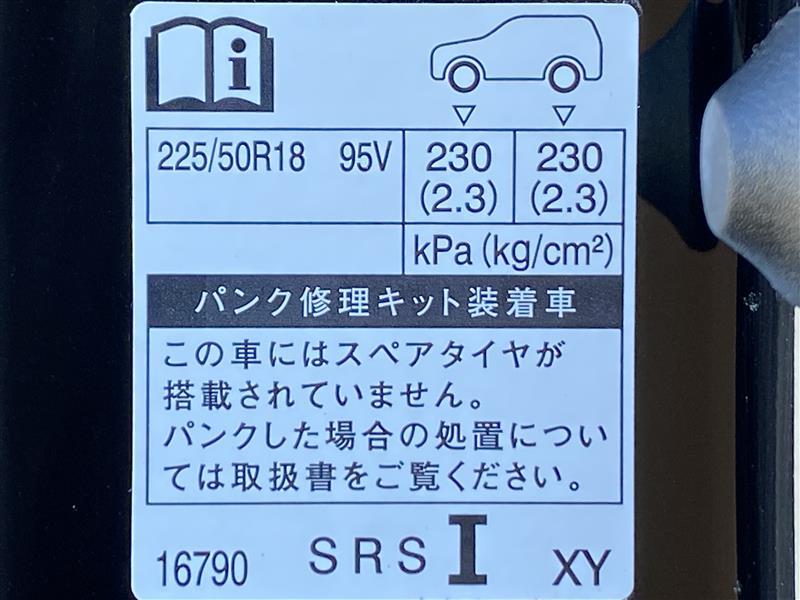 225/50R18 95V 230 230
(2.3) (2.3)
kPa (kg/cm²)
パンク修理キット装着車
この車にはスペアタイヤが
搭載されていません。
パンクした場合の処置につい
ては取扱書をご覧ください。
16790 SRS I XY